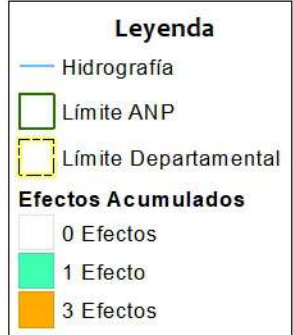 Leyenda
Hidrografía
Límite ANP
Límite Departamental
Efectos Acumulados
0 Efectos
1 Efecto
3 Efectos